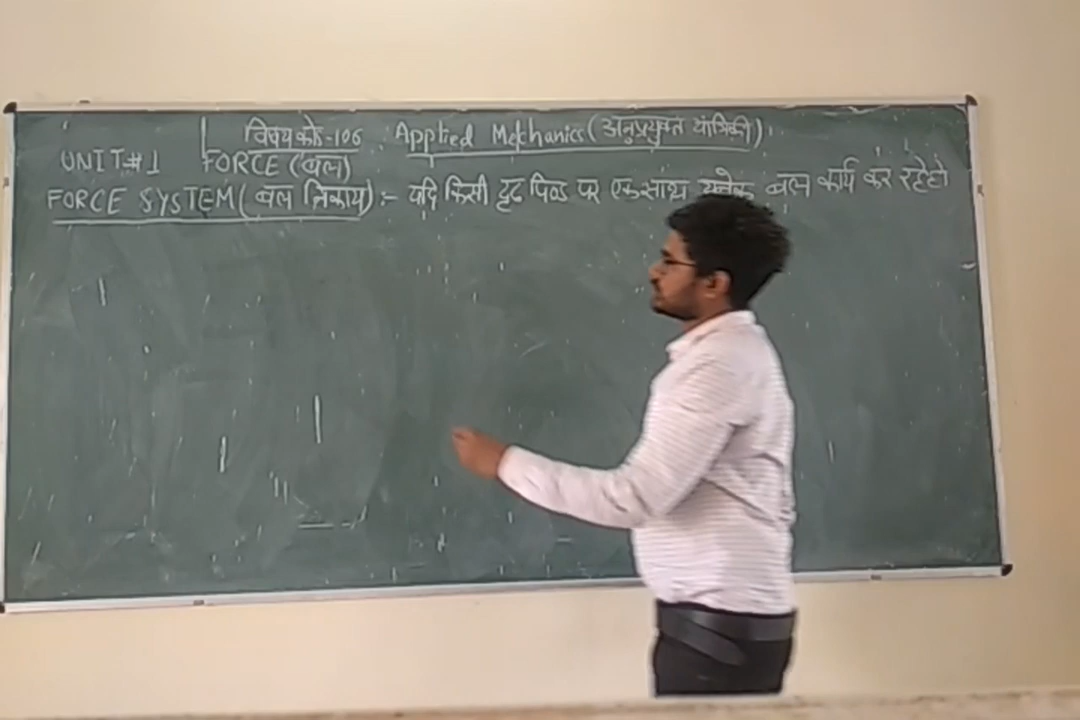 विषय कोड-106 : Applied Mechanics (अनुप्रयुक्त यांत्रिकी)
UNIT#1 FORCE (बल)
FORCE SYSTEM (बल निकाय) :- यदि किसी दृढ़ पिण्ड पर एकसाथ अनेक बल कार्य कर रहे हो